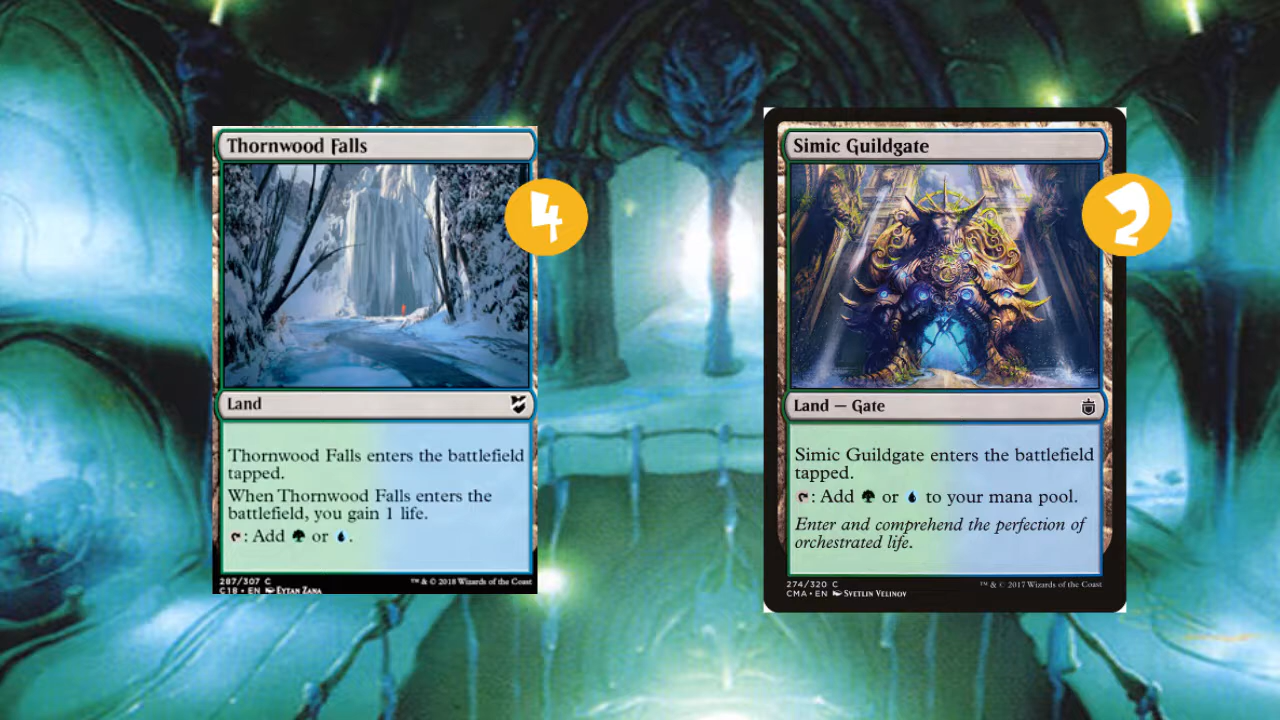 Thornwood Falls
4
Land
Thornwood Falls enters the battlefield
tapped.
When Thornwood Falls enters the
battlefield, you gain 1 life.
: Add or .
287/307 C
C18 • EN EYTAN ZANA
™ & © 2018 Wizards of the Coast
Simic Guildgate
2
Land — Gate
Simic Guildgate enters the battlefield
tapped.
: Add or to your mana pool.
Enter and comprehend the perfection of
orchestrated life.
274/320 C
CMA • EN SVETLIN VELINOV
™ & © 2017 Wizards of the Coast